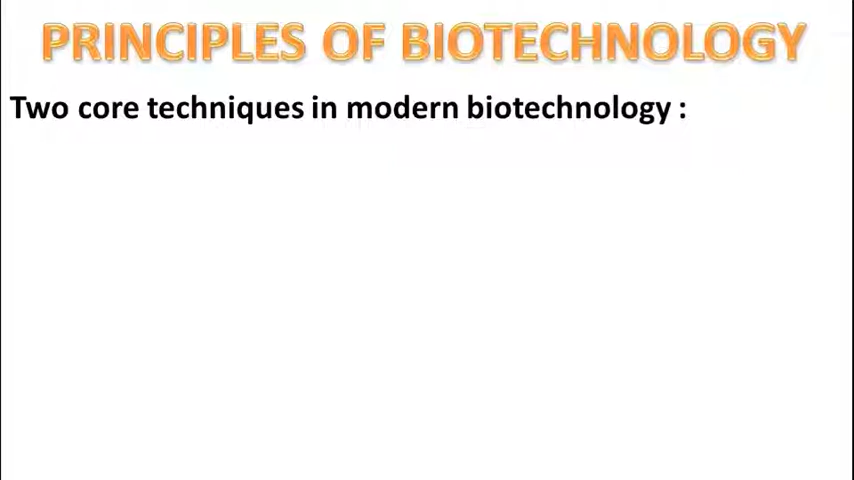 PRINCIPLES OF BIOTECHNOLOGY
Two core techniques in modern biotechnology :